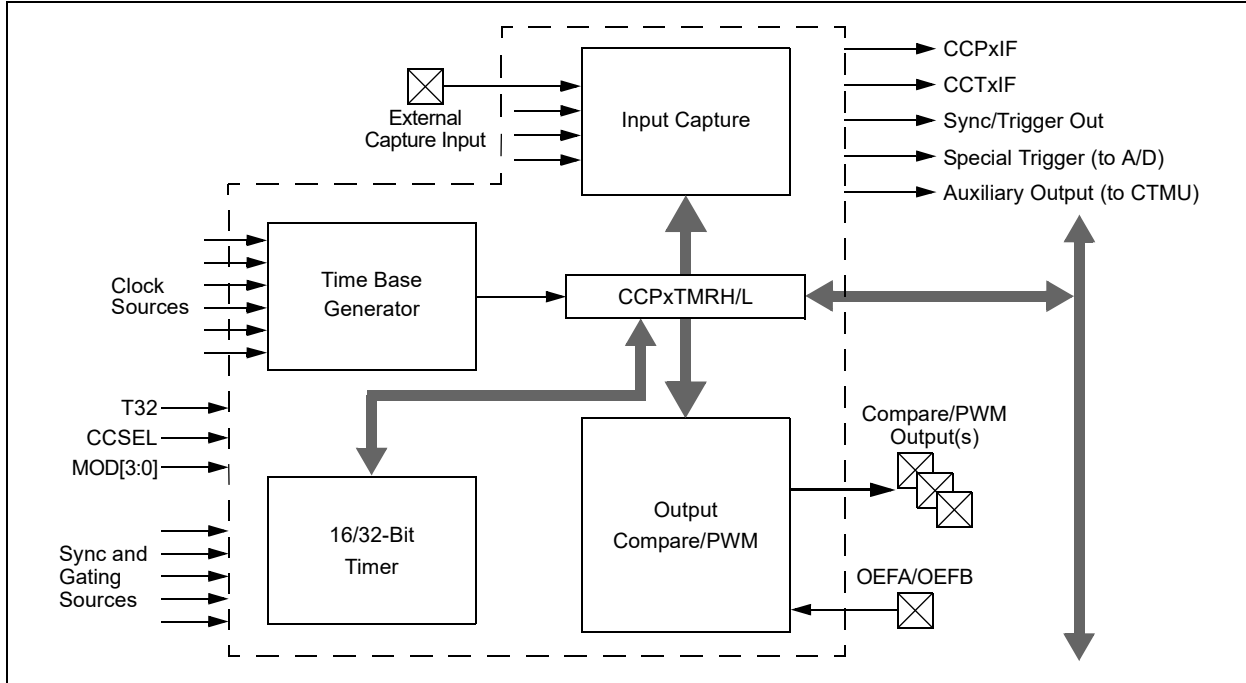 External
Capture Input
Input Capture
CCPxIF
CCTxIF
Sync/Trigger Out
Special Trigger (to A/D)
Auxiliary Output (to CTMU)
Clock
Sources
Time Base
Generator
CCPxTMRH/L
T32
CCSEL
MOD[3:0]
Sync and
Gating
Sources
16/32-Bit
Timer
Output
Compare/PWM
Compare/PWM
Output(s)
OEFA/OEFB